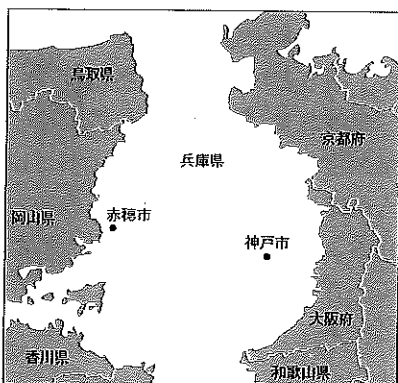 鳥取県
京都府
兵庫県
岡山県
赤穂市
神戸市
大阪府
香川県
和歌山県